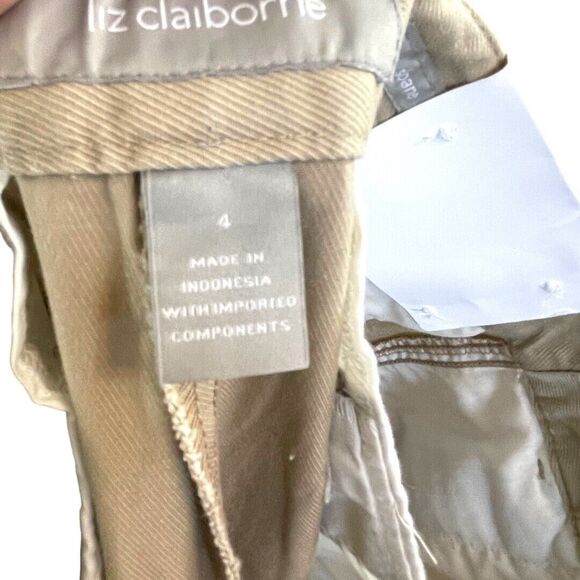 liz claiborne
4
MADE IN
INDONESIA
WITH IMPORTED
COMPONENTS